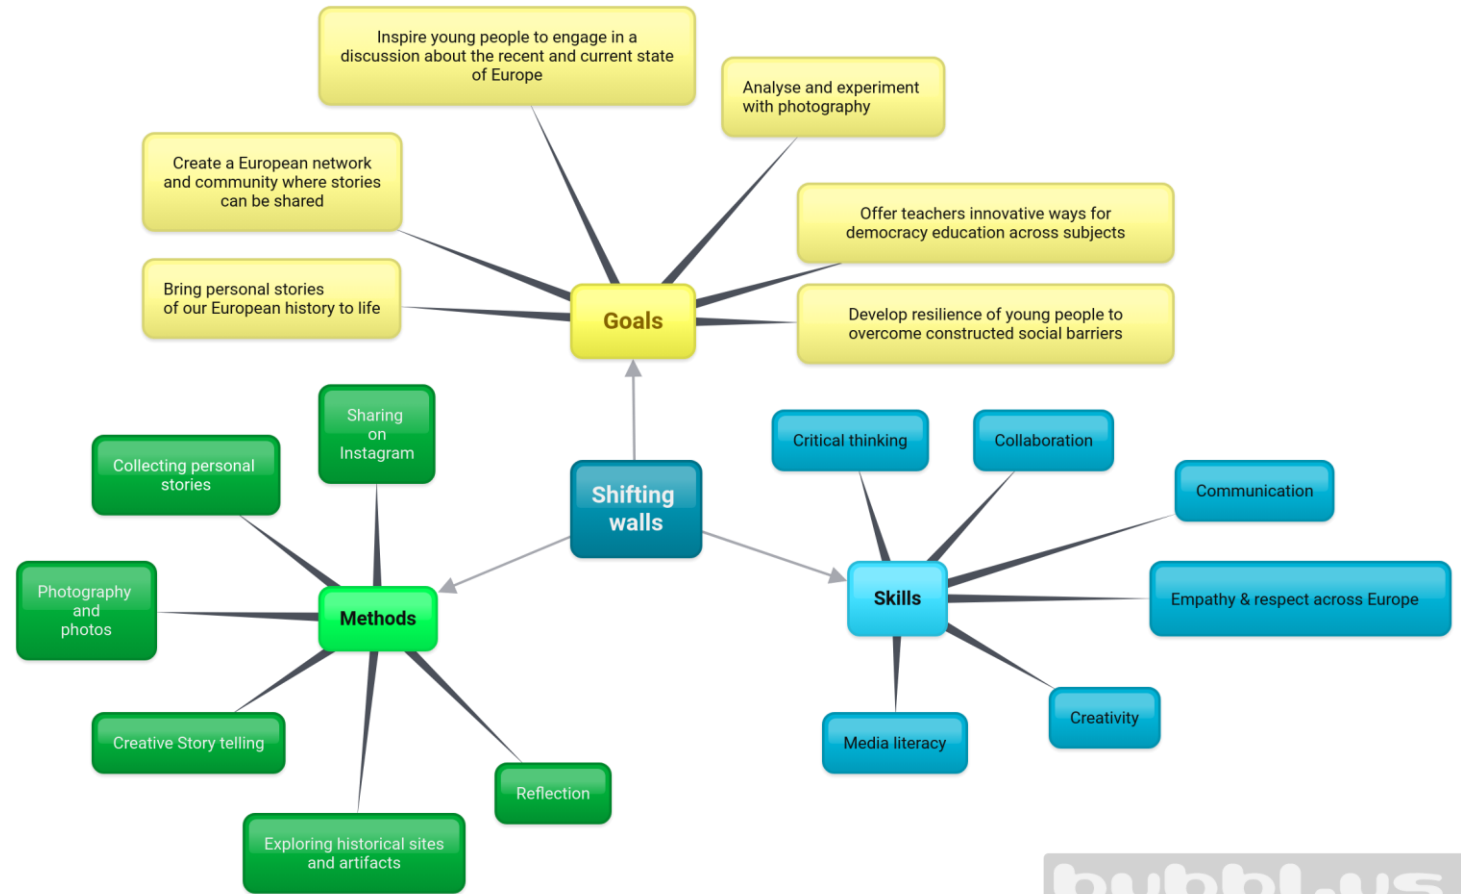 Inspire young people to engage in a
discussion about the recent and current state
of Europe
Analyse and experiment
with photography
Create a European network
and community where stories
can be shared
Offer teachers innovative ways for
democracy education across subjects
Bring personal stories
of our European history to life
Goals
Develop resilience of young people to
overcome constructed social barriers
Sharing
on
Instagram
Collecting personal
stories
Photography
and
photos
Methods
Creative Story telling
Reflection
Exploring historical sites
and artifacts
Shifting
walls
Critical thinking
Collaboration
Communication
Skills
Empathy & respect across Europe
Creativity
Media literacy
bubbl.us